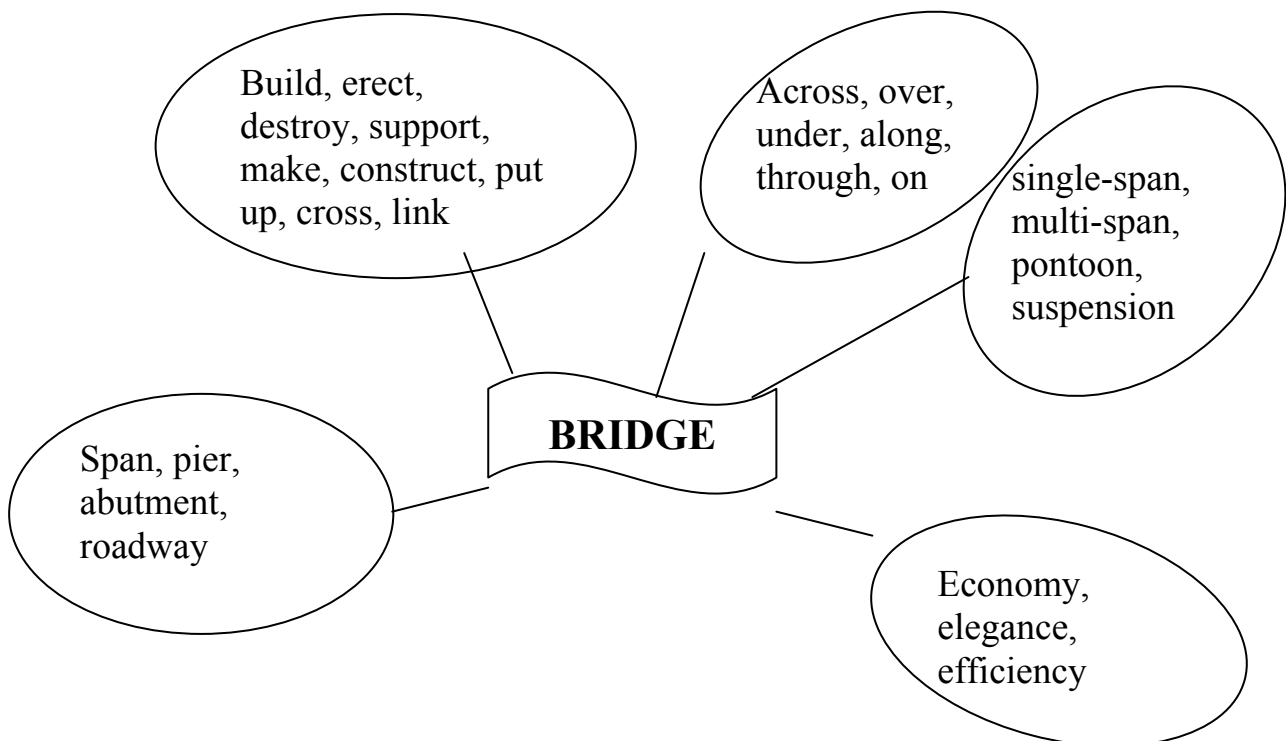 Build, erect,
destroy, support,
make, construct, put
up, cross, link
Across, over,
under, along,
through, on
single-span,
multi-span,
pontoon,
suspension
BRIDGE
Span, pier,
abutment,
roadway
Economy,
elegance,
efficiency